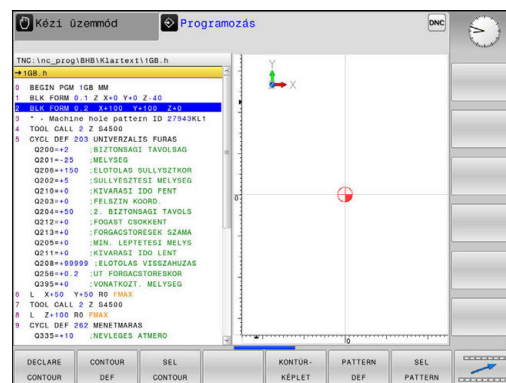 Kézi üzemmód
Programozás
DNC
TNC:\nc_prog\BHB\Klartext\1GB.h
→1GB.h
0 BEGIN PGM 1GB MM
1 BLK FORM 0.1 Z X+0 Y+0 Z-40
2 BLK FORM 0.2 X+100 Y+100 Z+0
3 * - Machine hole pattern ID 27943KL1
4 TOOL CALL 2 Z S4500
5 CYCL DEF 203 UNIVERZALIS FURAS
Q200=+2 ;BIZTONSAGI TAVOLSAG
Q201=-25 ;MELYSEG
Q206=+150 ;ELOTOLAS SULLYSZTKOR
Q202=+5 ;SULLYESZTESI MELYSEG
Q210=+0 ;KIVARASI IDO FENT
Q203=+0 ;FELSZIN KOORD.
Q204=+50 ;2. BIZTONSAGI TAVOLS
Q212=+0 ;FOGAST CSOKKENT
Q213=+0 ;FORGACSTORESEK SZAMA
Q205=+0 ;MIN. LEPTETESI MELYS
Q211=+0 ;KIVARASI IDO LENT
Q208=+99999 ;ELOTOLAS VISSZAHUZAS
Q256=+0.2 ;UT FORGACSTORESKOR
Q395=+0 ;VONATKOZT. MELYSEG
6 L X+50 Y+50 R0 FMAX
7 TOOL CALL 2 Z S4500
8 L Z+100 R0 FMAX
9 CYCL DEF 262 MENETMARAS
Q335=+10 ;NEVLEGES ATMERO
Y
X
0
0
DECLARE CONTOUR
CONTOUR DEF
SEL CONTOUR
KONTÚR- KÉPLET
PATTERN DEF
SEL PATTERN